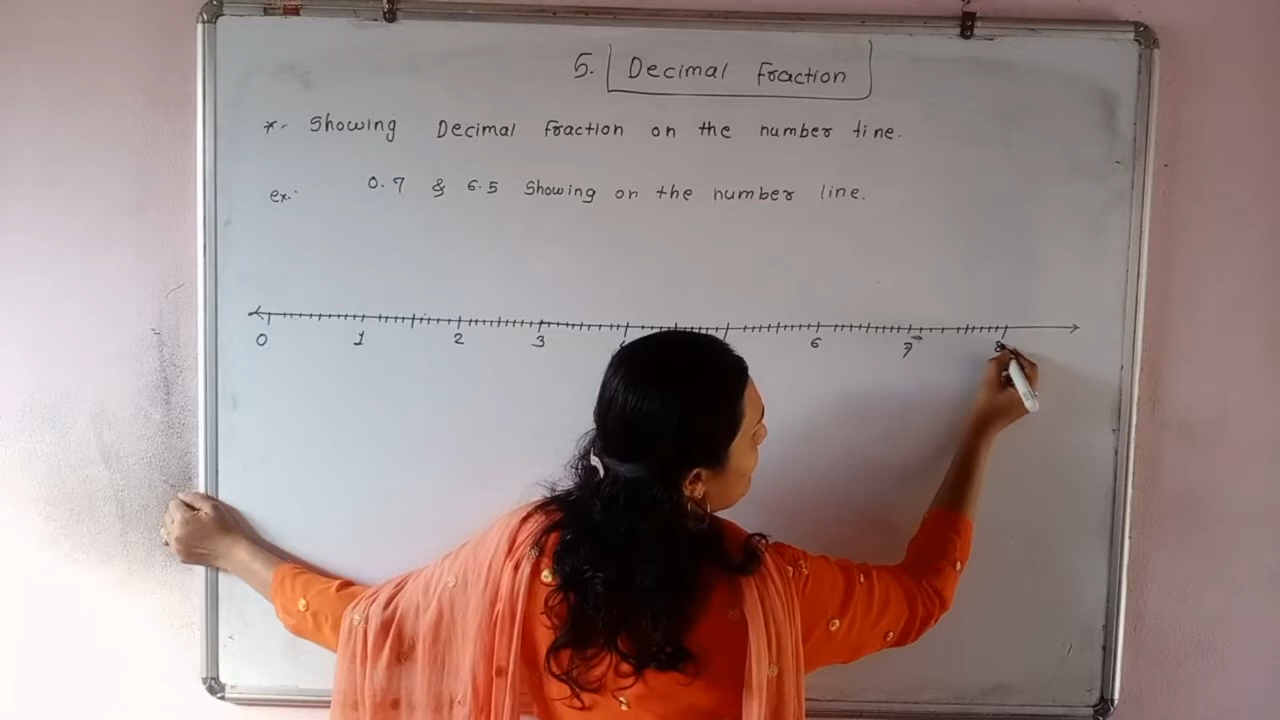 5. Decimal Fraction
*. Showing Decimal Fraction on the number line.
ex:  0.7 & 6.5 Showing on the number line.
0 1 2 3 6 7 8